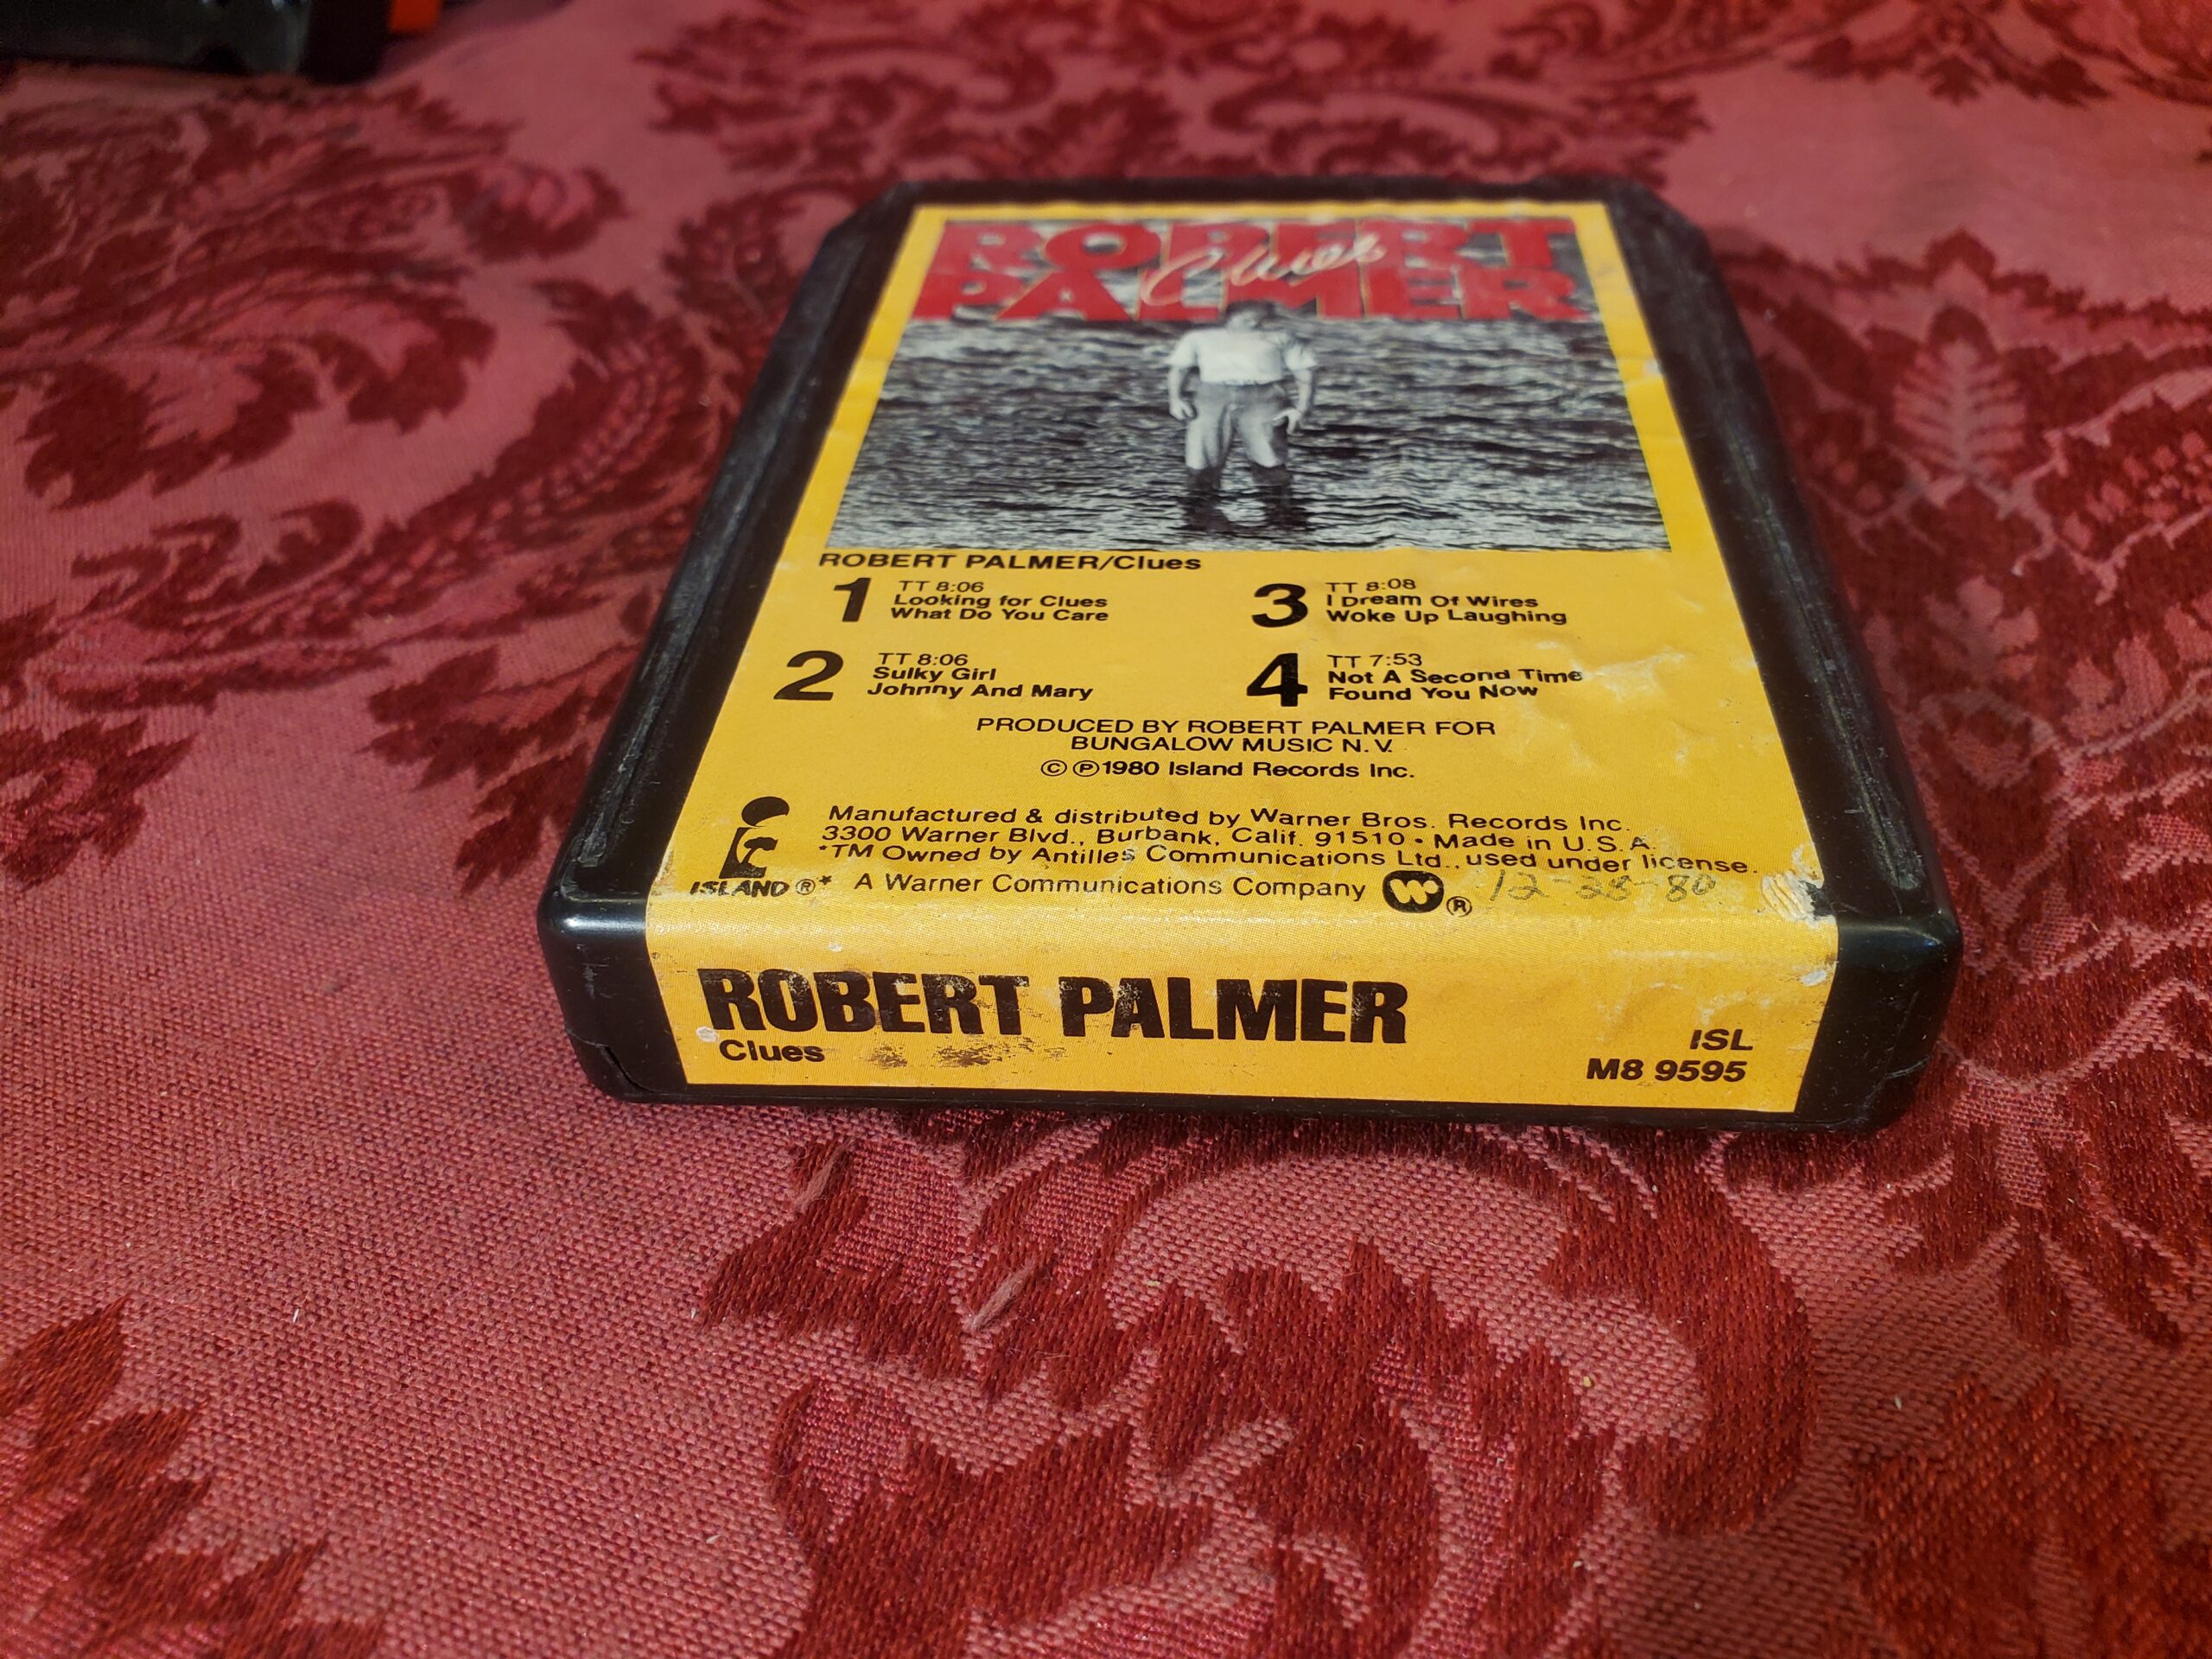 ROBERT
Clues
PALMER
ROBERT PALMER/Clues
1 TT 8:06
Looking for Clues
What Do You Care
2 TT 8:06
Sulky Girl
Johnny And Mary
3 TT 8:08
I Dream Of Wires
Woke Up Laughing
4 TT 7:53
Not A Second Time
Found You Now
PRODUCED BY ROBERT PALMER FOR
BUNGALOW MUSIC N.V.
© ℗ 1980 Island Records Inc.
Manufactured & distributed by Warner Bros. Records Inc.
3300 Warner Blvd., Burbank, Calif. 91510 • Made in U.S.A.
*TM Owned by Antilles Communications Ltd., used under license.
ISLAND ®* A Warner Communications Company W ® 12-28-80
ROBERT PALMER
Clues
ISL
M8 9595